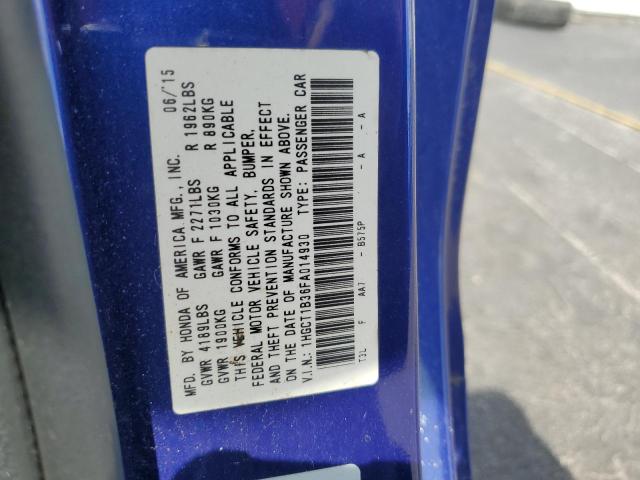 MFD. BY HONDA OF AMERICA MFG., INC. 06/15
GVWR 4189LBS GAWR F 2271LBS R 1962LBS
GVWR 1900KG GAWR F 1030KG R 890KG
THIS VEHICLE CONFORMS TO ALL APPLICABLE
FEDERAL MOTOR VEHICLE SAFETY, BUMPER,
AND THEFT PREVENTION STANDARDS IN EFFECT
ON THE DATE OF MANUFACTURE SHOWN ABOVE.
V.I.N.: 1HGCT1B36FA014930 TYPE: PASSENGER CAR
T3L F AA7 - B575P - A - A